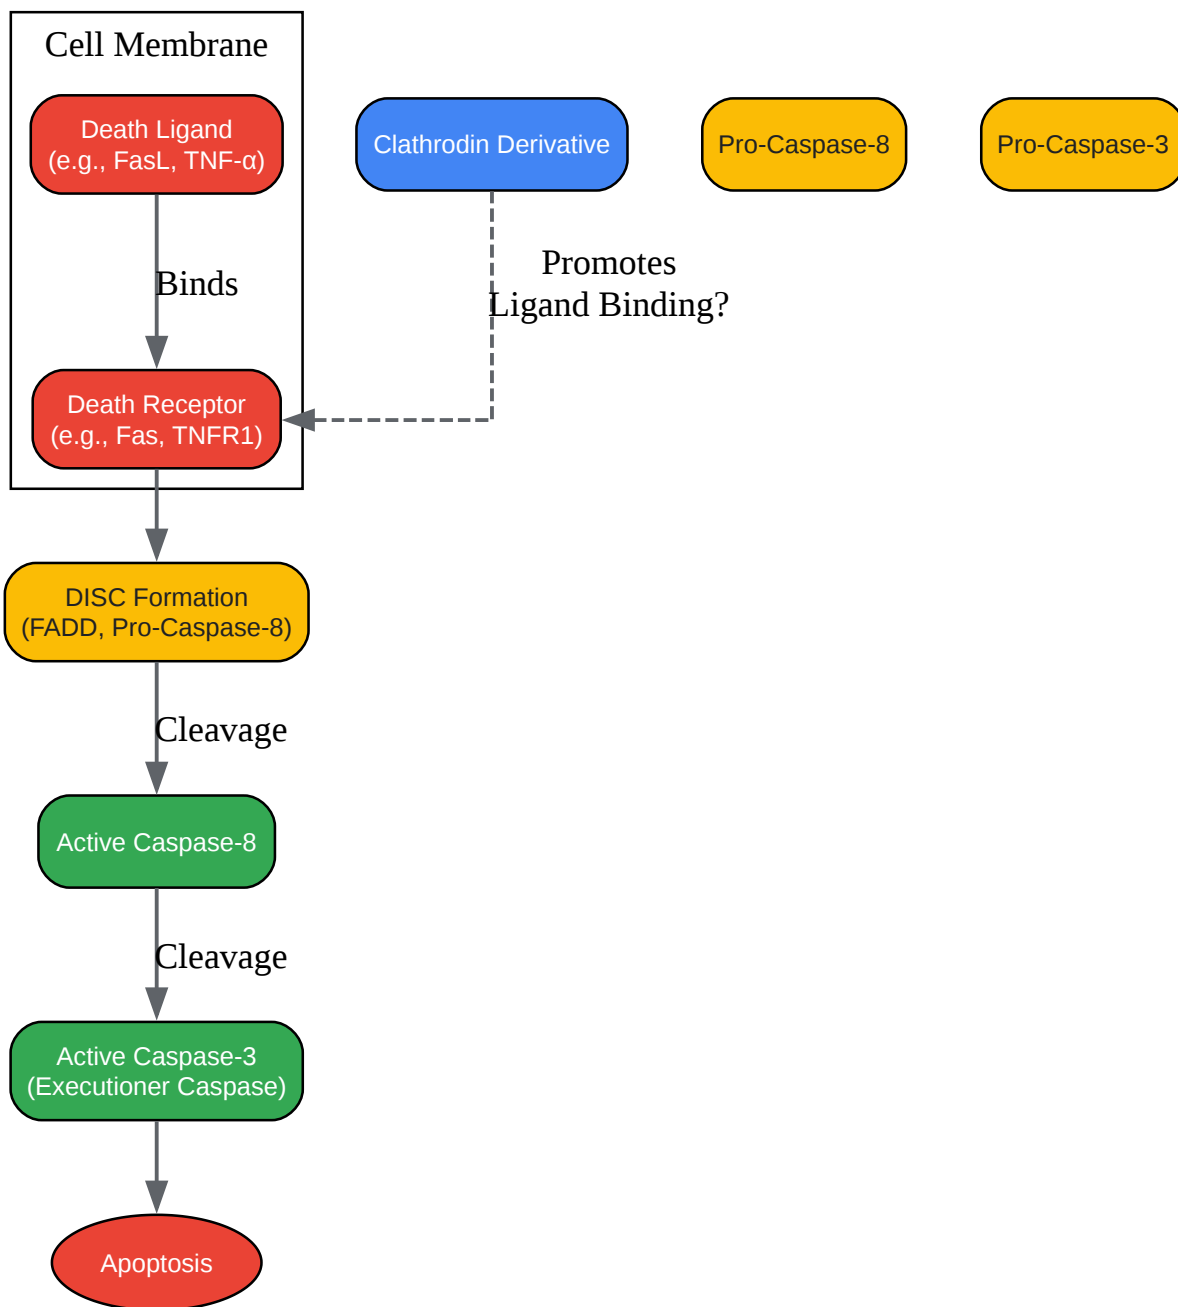 Cell Membrane
Death Ligand
(e.g., FasL, TNF-α)
Clathrodin Derivative
Pro-Caspase-8
Pro-Caspase-3
Binds
Promotes
Ligand Binding?
Death Receptor
(e.g., Fas, TNFR1)
DISC Formation
(FADD, Pro-Caspase-8)
Cleavage
Active Caspase-8
Cleavage
Active Caspase-3
(Executioner Caspase)
Apoptosis